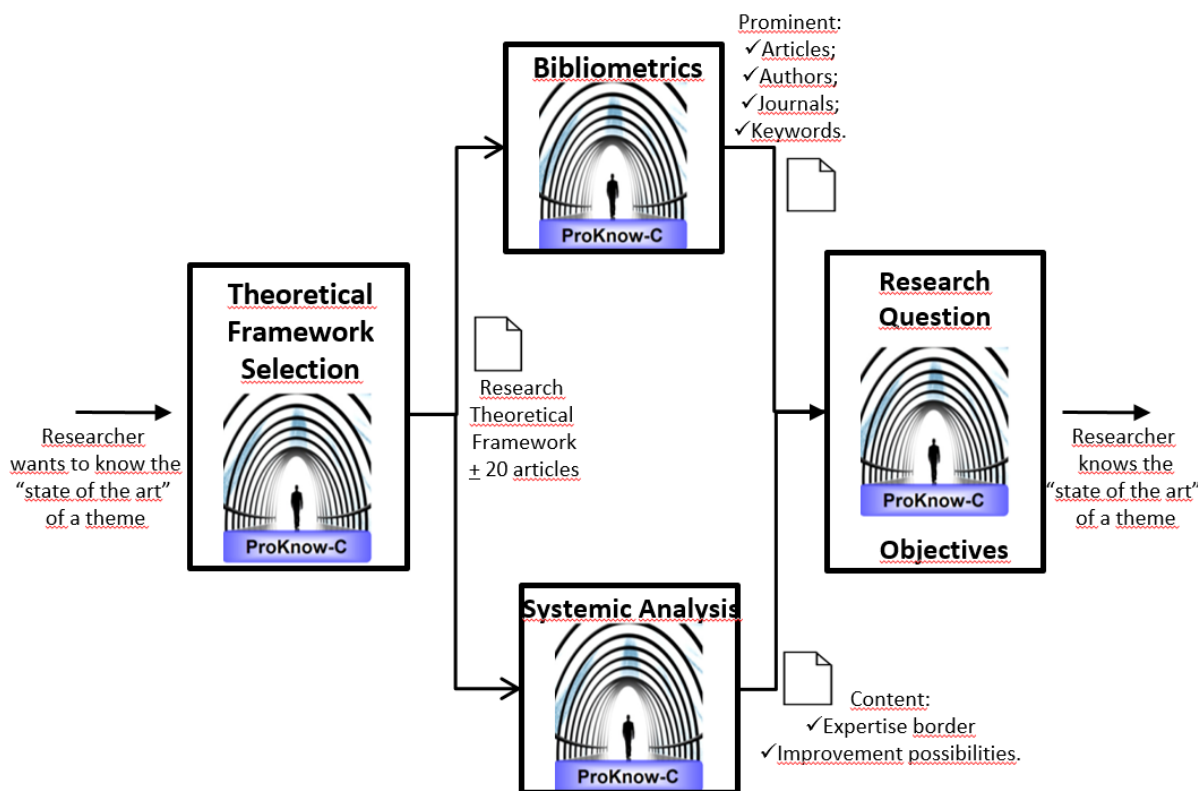 Researcher
wants to know the
“state of the art”
of a theme
Theoretical
Framework
Selection
ProKnow-C
Research
Theoretical
Framework
± 20 articles
Bibliometrics
ProKnow-C
Prominent:
✓Articles;
✓Authors;
✓Journals;
✓Keywords.
Systemic Analysis
ProKnow-C
Content:
✓Expertise border
✓Improvement possibilities.
Research
Question
ProKnow-C
Objectives
Researcher
knows the
“state of the art”
of a theme